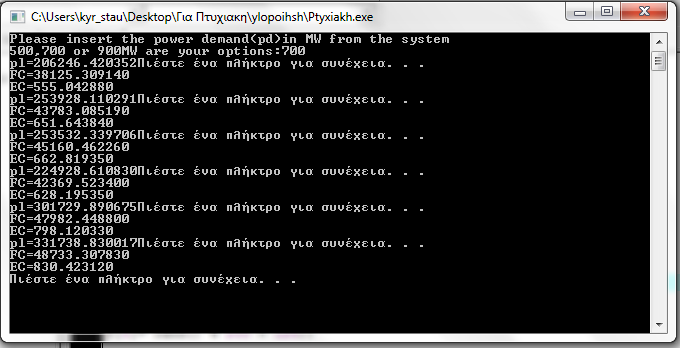 C:\Users\kyr_stau\Desktop\Για Πτυχιακη\ylopoihsh\Ptyxiakh.exe
Please insert the power demand(pd)in MW from the system
500,700 or 900MW are your options:700
pl=206246.420352Πιέστε ένα πλήκτρο για συνέχεια. . .
FC=38125.309140
EC=555.042880
pl=253928.110291Πιέστε ένα πλήκτρο για συνέχεια. . .
FC=43783.085190
EC=651.643840
pl=253532.339706Πιέστε ένα πλήκτρο για συνέχεια. . .
FC=45160.462260
EC=662.819350
pl=224928.610830Πιέστε ένα πλήκτρο για συνέχεια. . .
FC=42369.523400
EC=628.195350
pl=301729.890675Πιέστε ένα πλήκτρο για συνέχεια. . .
FC=47982.448800
EC=798.120330
pl=331738.830017Πιέστε ένα πλήκτρο για συνέχεια. . .
FC=48733.307830
EC=830.423120
Πιέστε ένα πλήκτρο για συνέχεια. . .